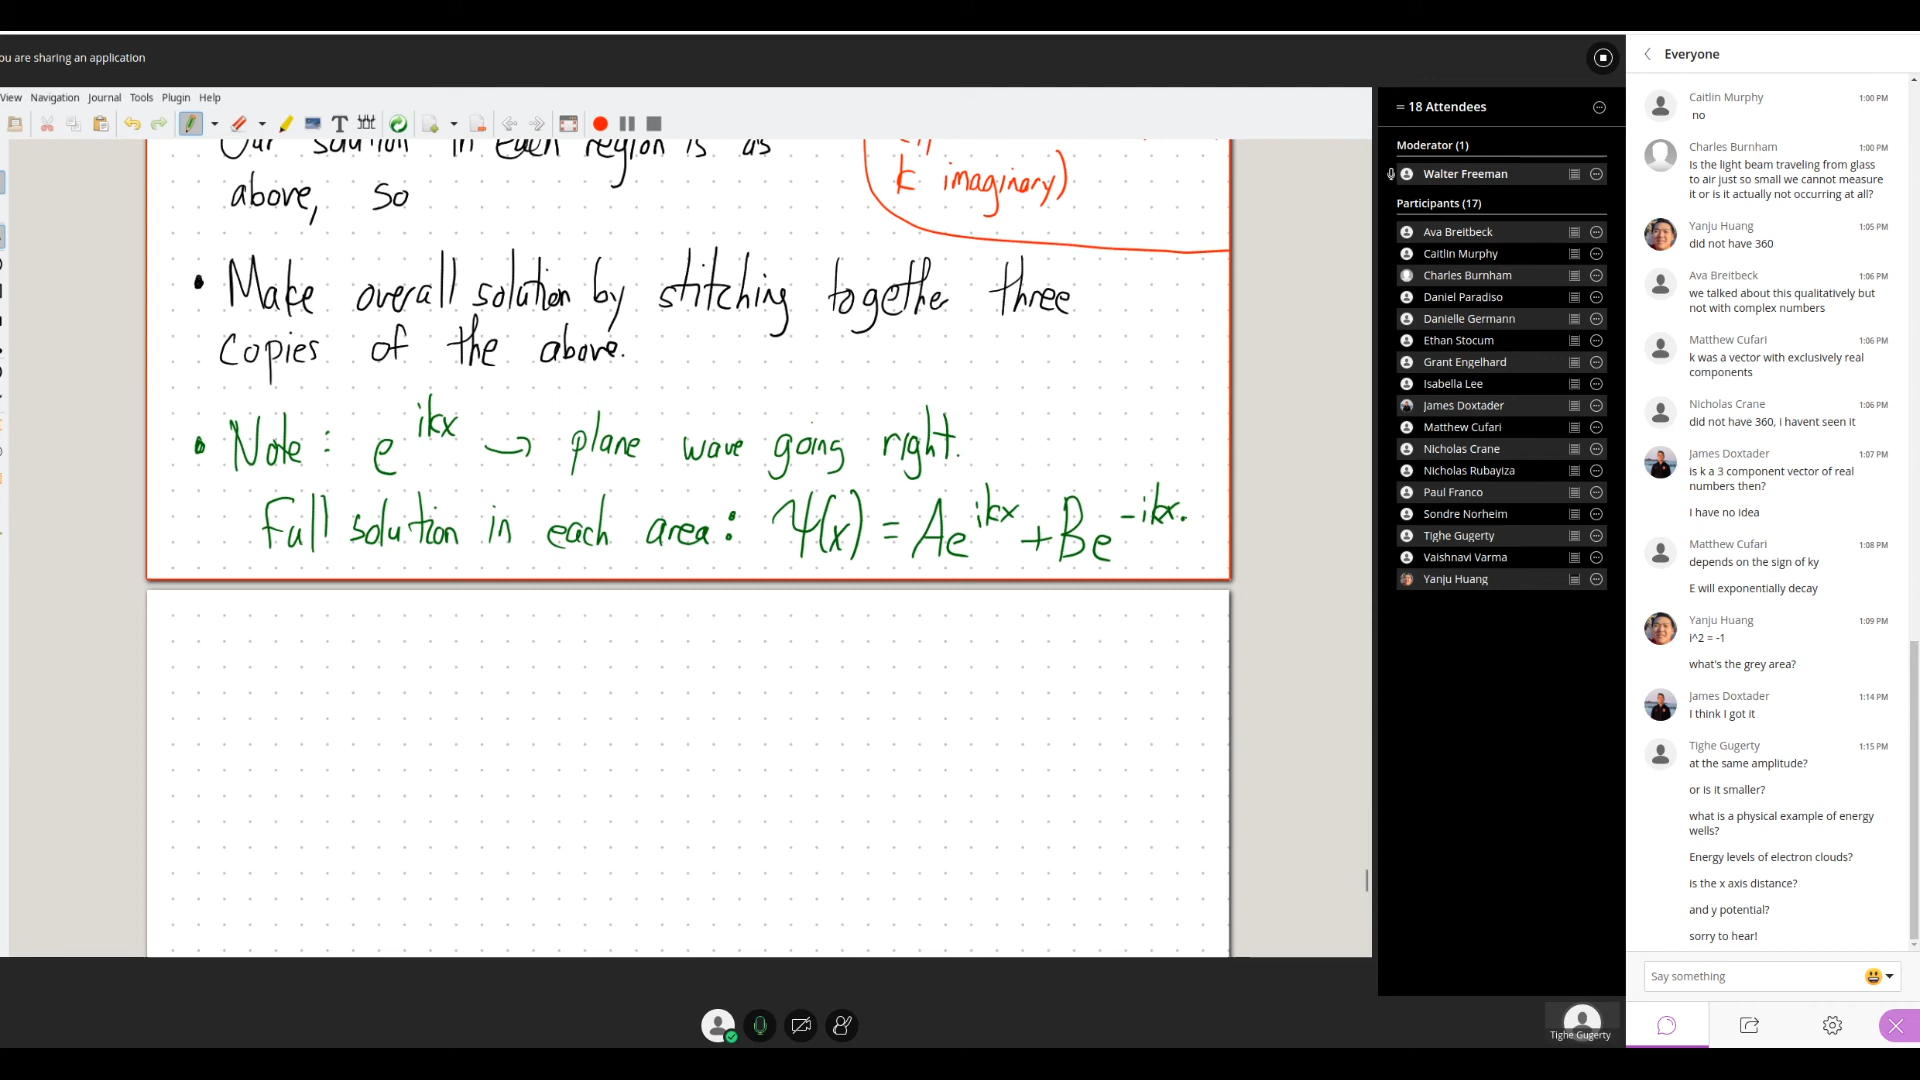 ou are sharing an application
View Navigation Journal Tools Plugin Help
Our solution in each region is as
above, so
k imaginary)
• Make overall solution by stitching together three
copies of the above.
• Note: e^{ikx} → plane wave going right.
Full solution in each area: Ψ(x) = Ae^{ikx} + Be^{-ikx}.
18 Attendees
Moderator (1)
Walter Freeman
Participants (17)
Ava Breitbeck
Caitlin Murphy
Charles Burnham
Daniel Paradiso
Danielle Germann
Ethan Stocum
Grant Engelhard
Isabella Lee
James Doxtader
Matthew Cufari
Nicholas Crane
Nicholas Rubayiza
Paul Franco
Sondre Norheim
Tighe Gugerty
Vaishnavi Varma
Yanju Huang
Tighe Gugerty
Everyone
Caitlin Murphy 1:00 PM
no
Charles Burnham 1:00 PM
Is the light beam traveling from glass
to air just so small we cannot measure
it or is it actually not occurring at all?
Yanju Huang 1:05 PM
did not have 360
Ava Breitbeck 1:06 PM
we talked about this qualitatively but
not with complex numbers
Matthew Cufari 1:06 PM
k was a vector with exclusively real
components
Nicholas Crane 1:06 PM
did not have 360, i havent seen it
James Doxtader 1:07 PM
is k a 3 component vector of real
numbers then?
I have no idea
Matthew Cufari 1:08 PM
depends on the sign of ky
E will exponentially decay
Yanju Huang 1:09 PM
i^2 = -1
what's the grey area?
James Doxtader 1:14 PM
I think I got it
Tighe Gugerty 1:15 PM
at the same amplitude?
or is it smaller?
what is a physical example of energy
wells?
Energy levels of electron clouds?
is the x axis distance?
and y potential?
sorry to hear!
Say something